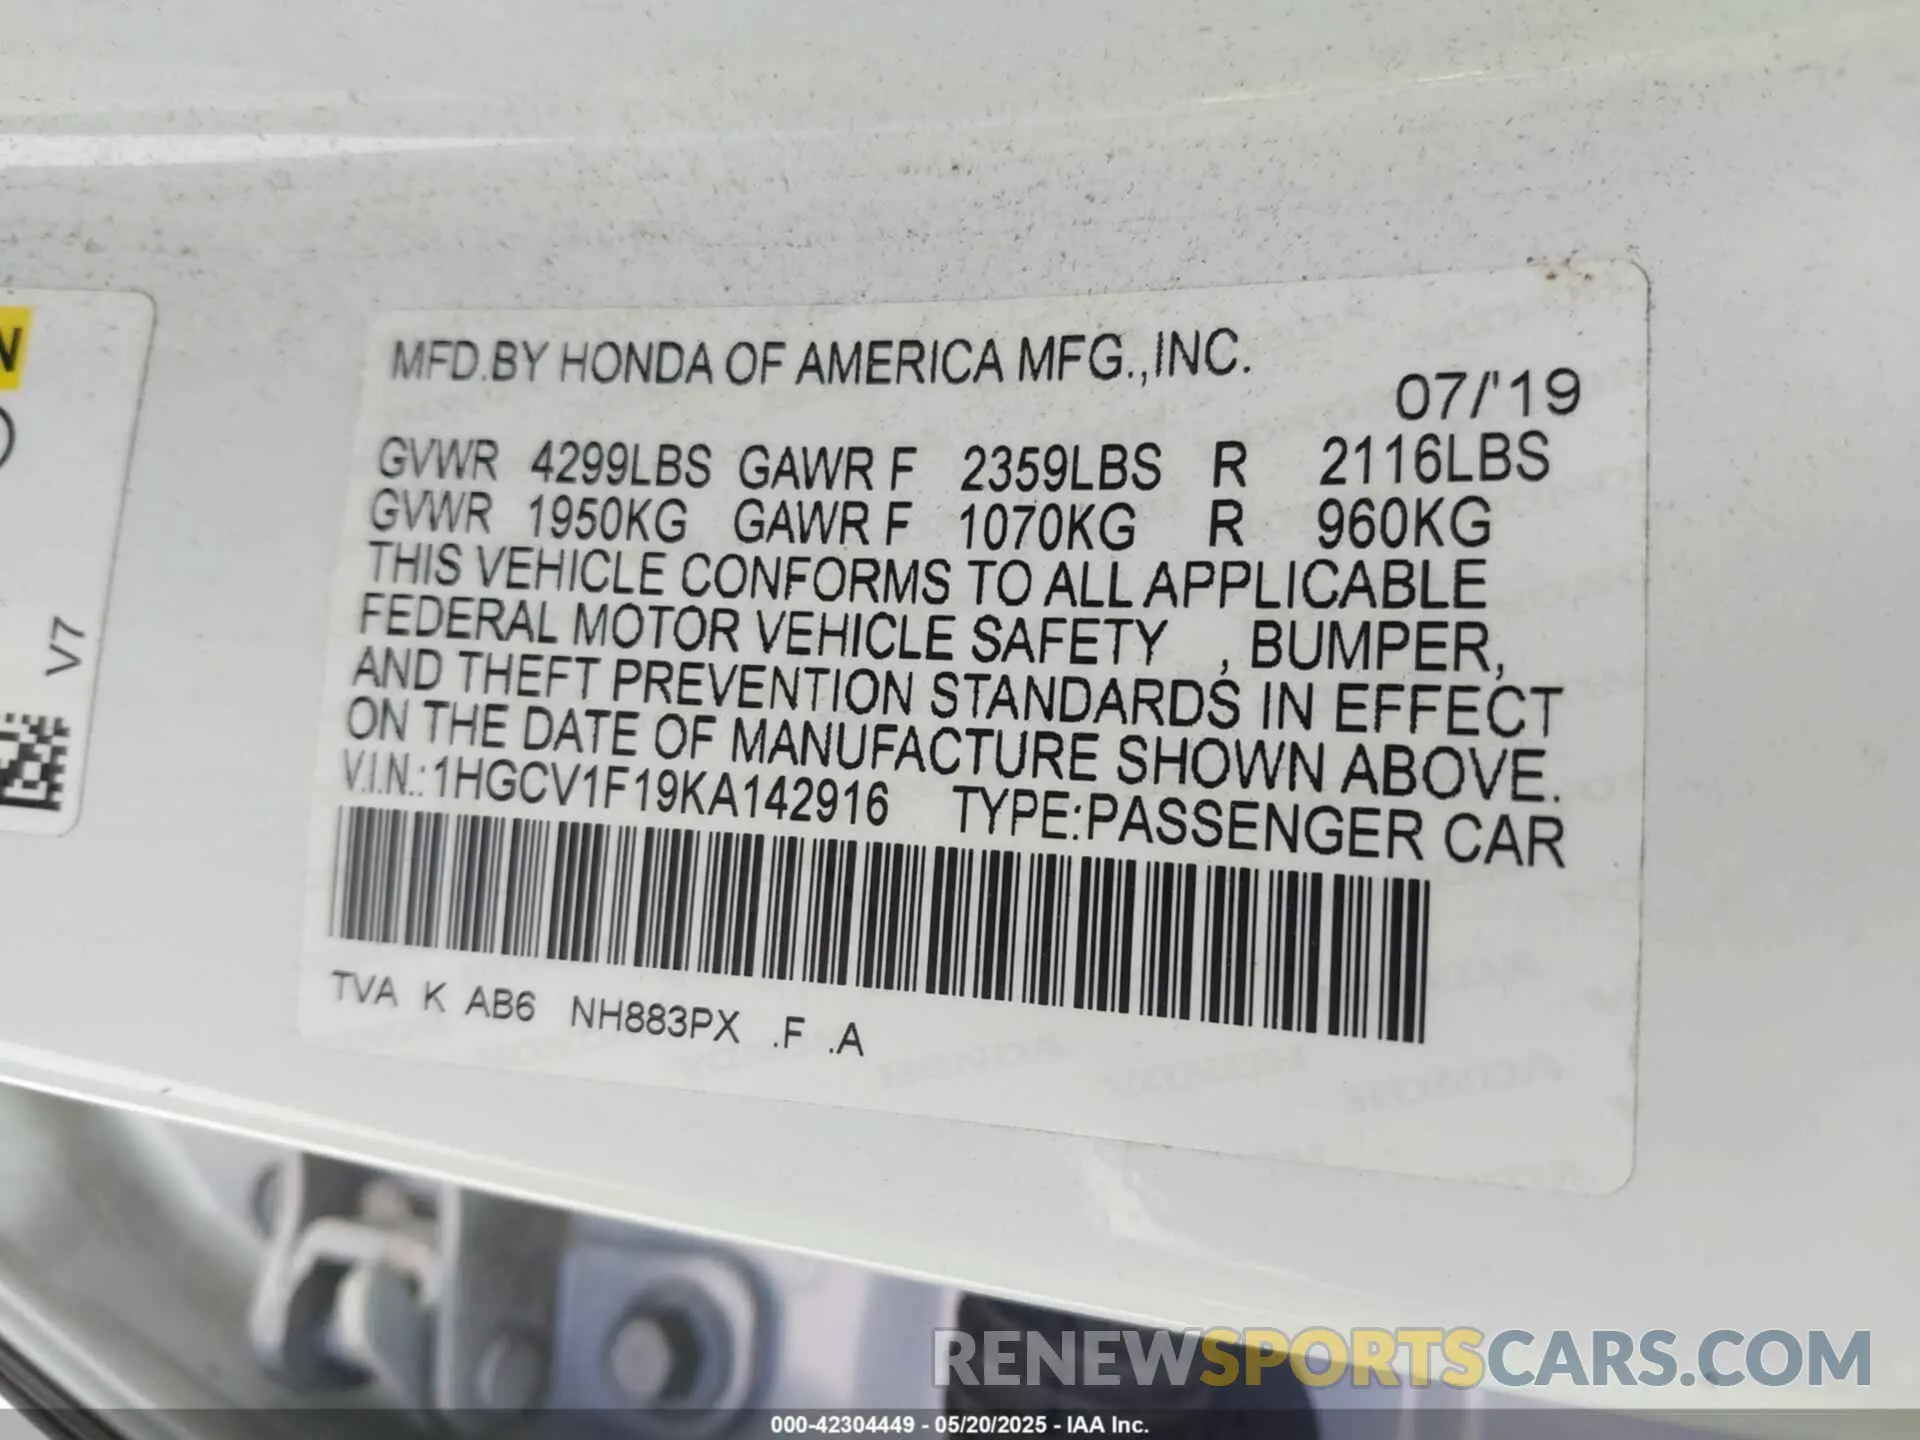 MFD.BY HONDA OF AMERICA MFG.,INC.
07/'19
GVWR 4299LBS GAWR F 2359LBS R 2116LBS
GVWR 1950KG GAWR F 1070KG R 960KG
THIS VEHICLE CONFORMS TO ALL APPLICABLE
FEDERAL MOTOR VEHICLE SAFETY , BUMPER,
AND THEFT PREVENTION STANDARDS IN EFFECT
ON THE DATE OF MANUFACTURE SHOWN ABOVE.
V.I.N.: 1HGCV1F19KA142916 TYPE:PASSENGER CAR
TVA K AB6 NH883PX .F .A
V7
RENEWSPORTSCARS.COM
000-42304449 - 05/20/2025 - IAA Inc.